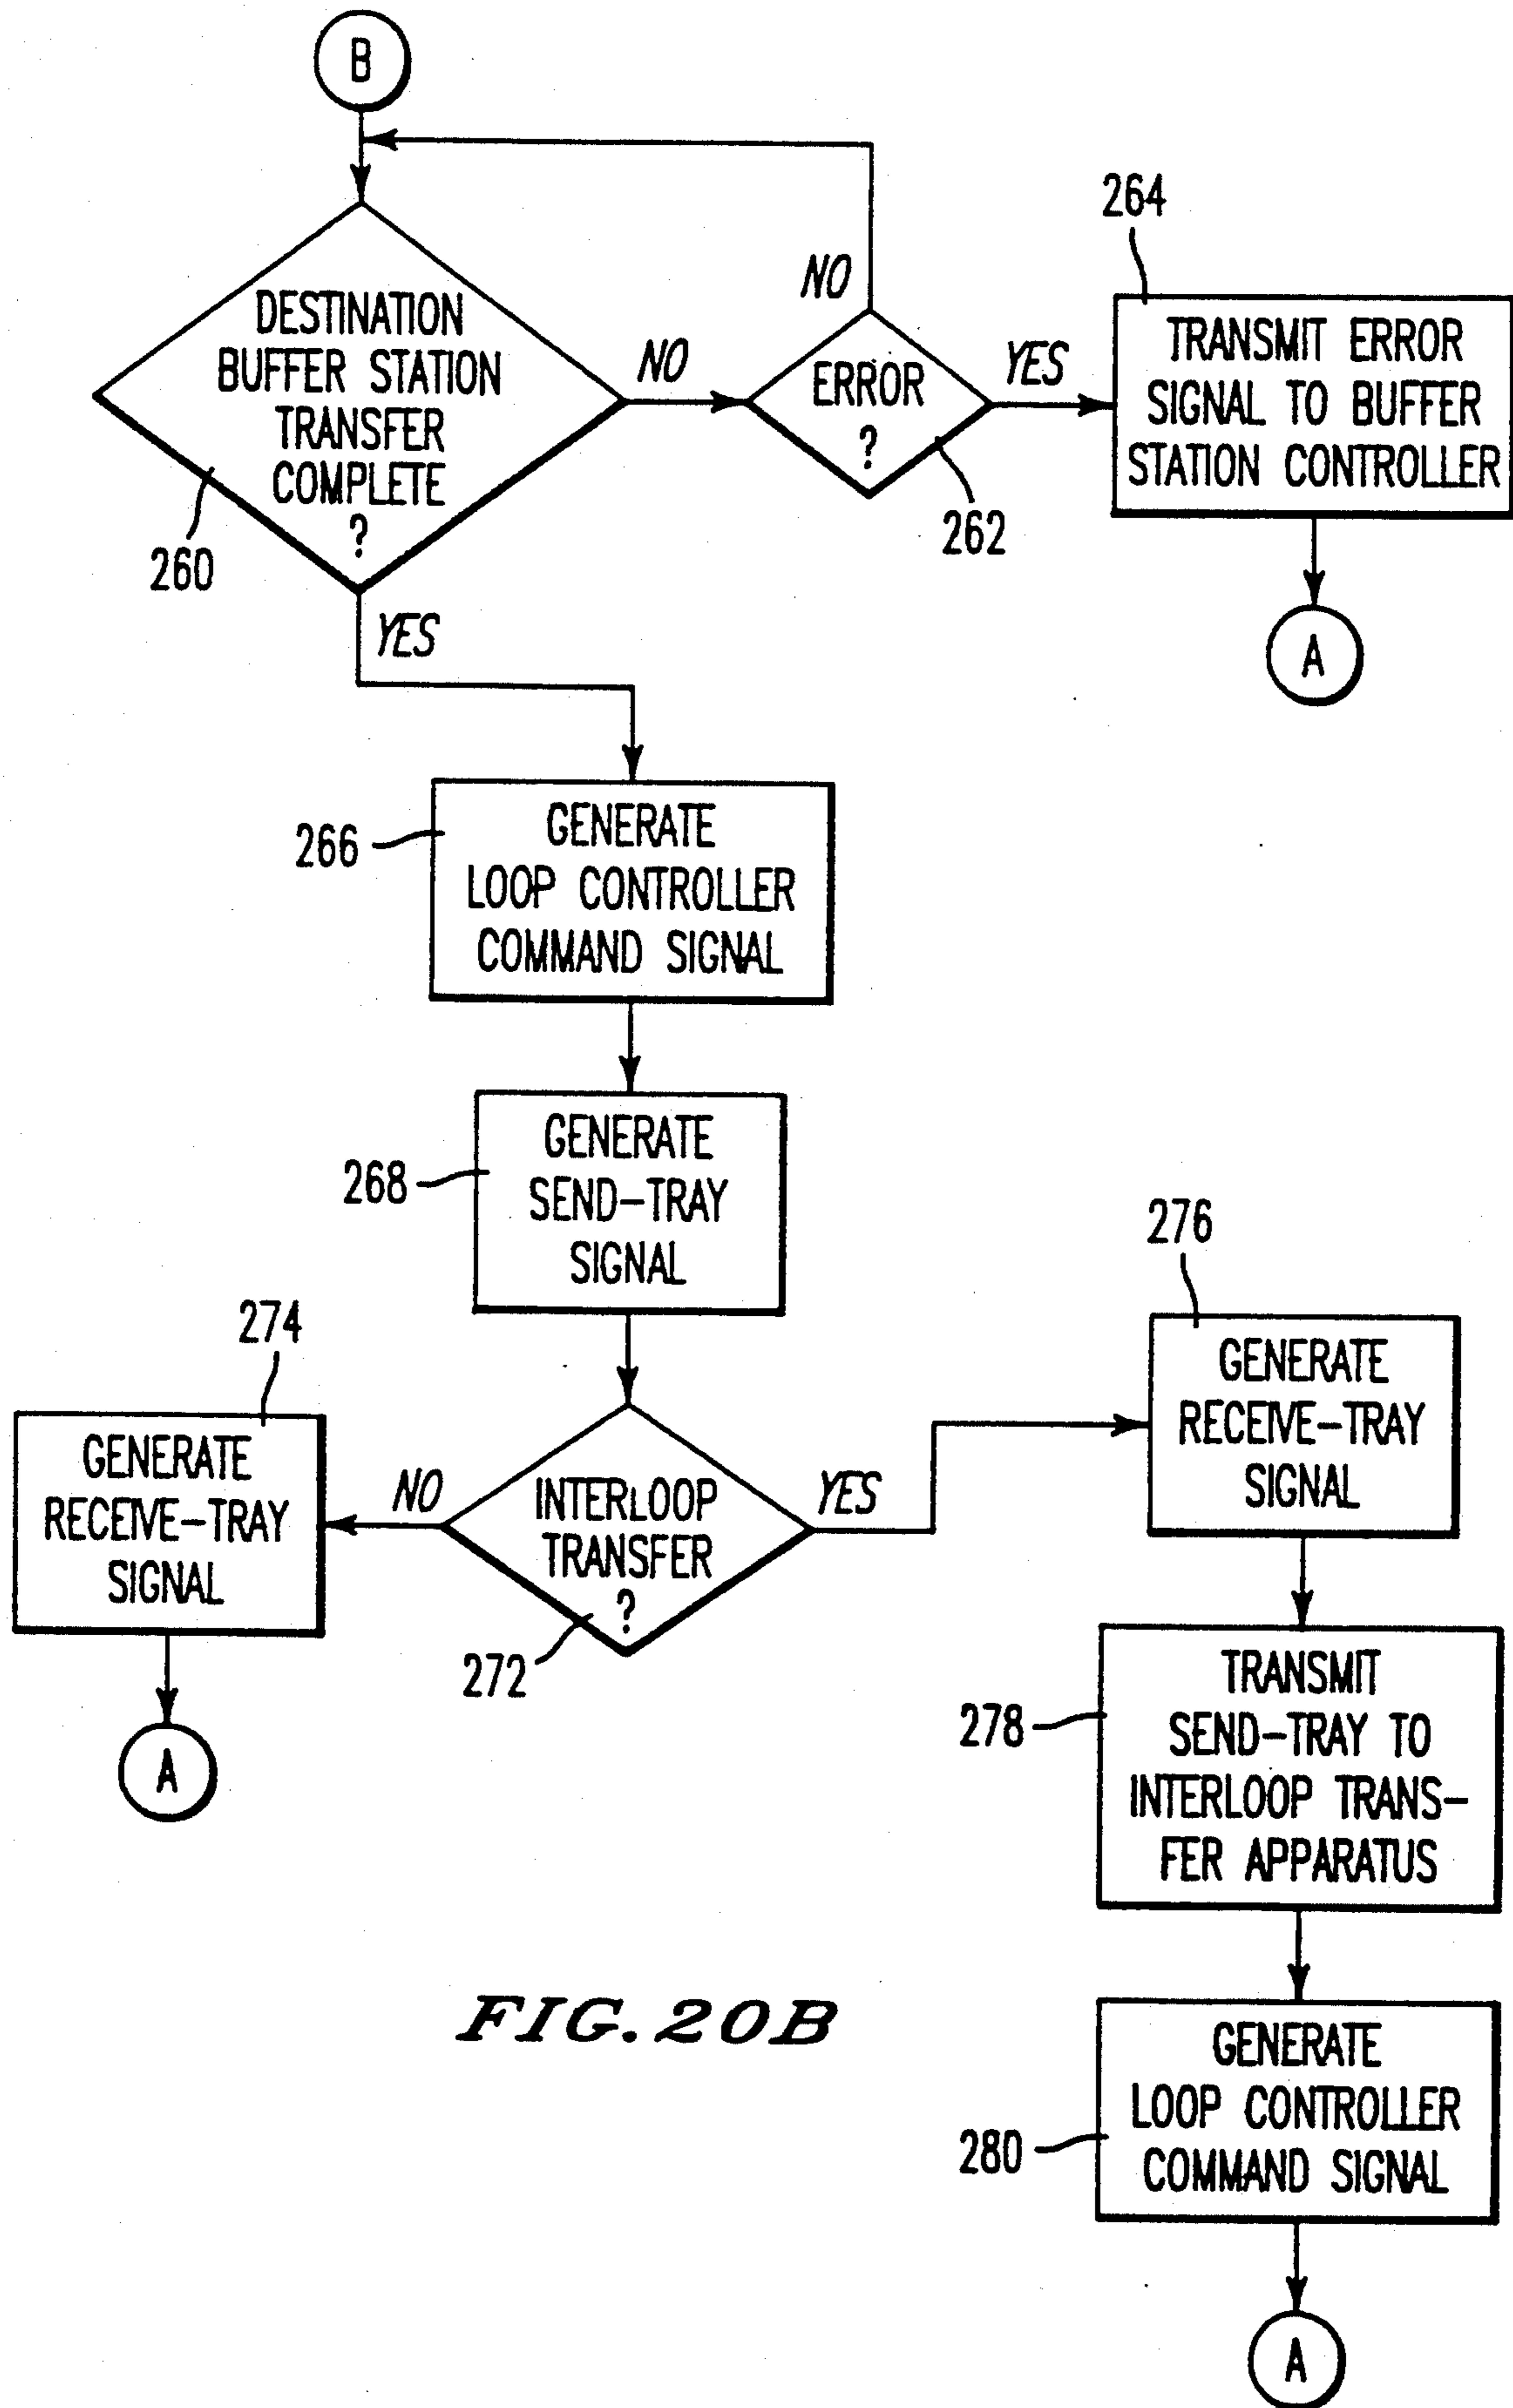 B
264
NO
DESTINATION
BUFFER STATION
TRANSFER
COMPLETE
?
NO
ERROR
?
YES
TRANSMIT ERROR
SIGNAL TO BUFFER
STATION CONTROLLER
260
262
YES
A
266
GENERATE
LOOP CONTROLLER
COMMAND SIGNAL
268
GENERATE
SEND-TRAY
SIGNAL
274
276
GENERATE
RECEIVE-TRAY
SIGNAL
NO
INTERLOOP
TRANSFER
?
YES
GENERATE
RECEIVE-TRAY
SIGNAL
272
A
278
TRANSMIT
SEND-TRAY TO
INTERLOOP TRANS-
FER APPARATUS
FIG. 20B
280
GENERATE
LOOP CONTROLLER
COMMAND SIGNAL
A